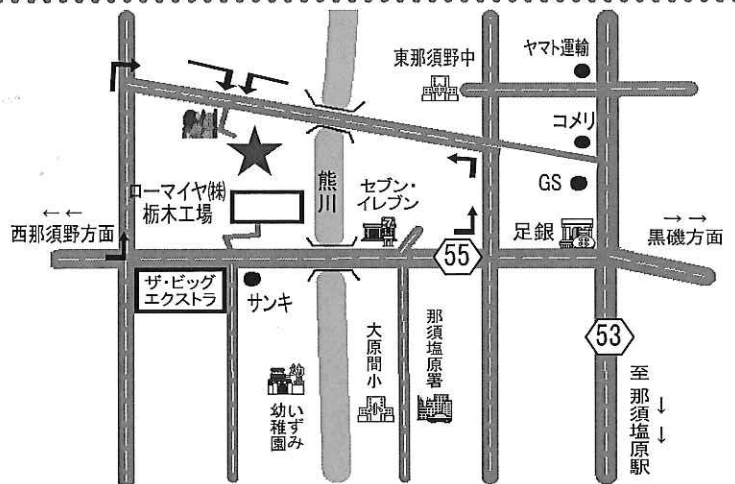 東那須野中
ヤマト運輸
コメリ
GS
熊川
セブン・
イレブン
ローマイヤ㈱
栃木工場
←←
西那須野方面
55
足銀
→→
黒磯方面
ザ・ビッグ
エクストラ
サンキ
53
幼
いずみ
幼稚園
大原間小
那須塩原署
至那須塩原駅
↓↓